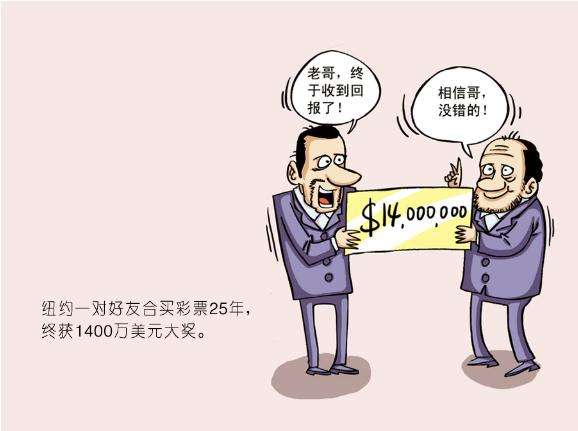 老哥，终
于收到回
报了！
相信哥，
没错的！
$14,000,000
纽约一对好友合买彩票25年，
终获1400万美元大奖。